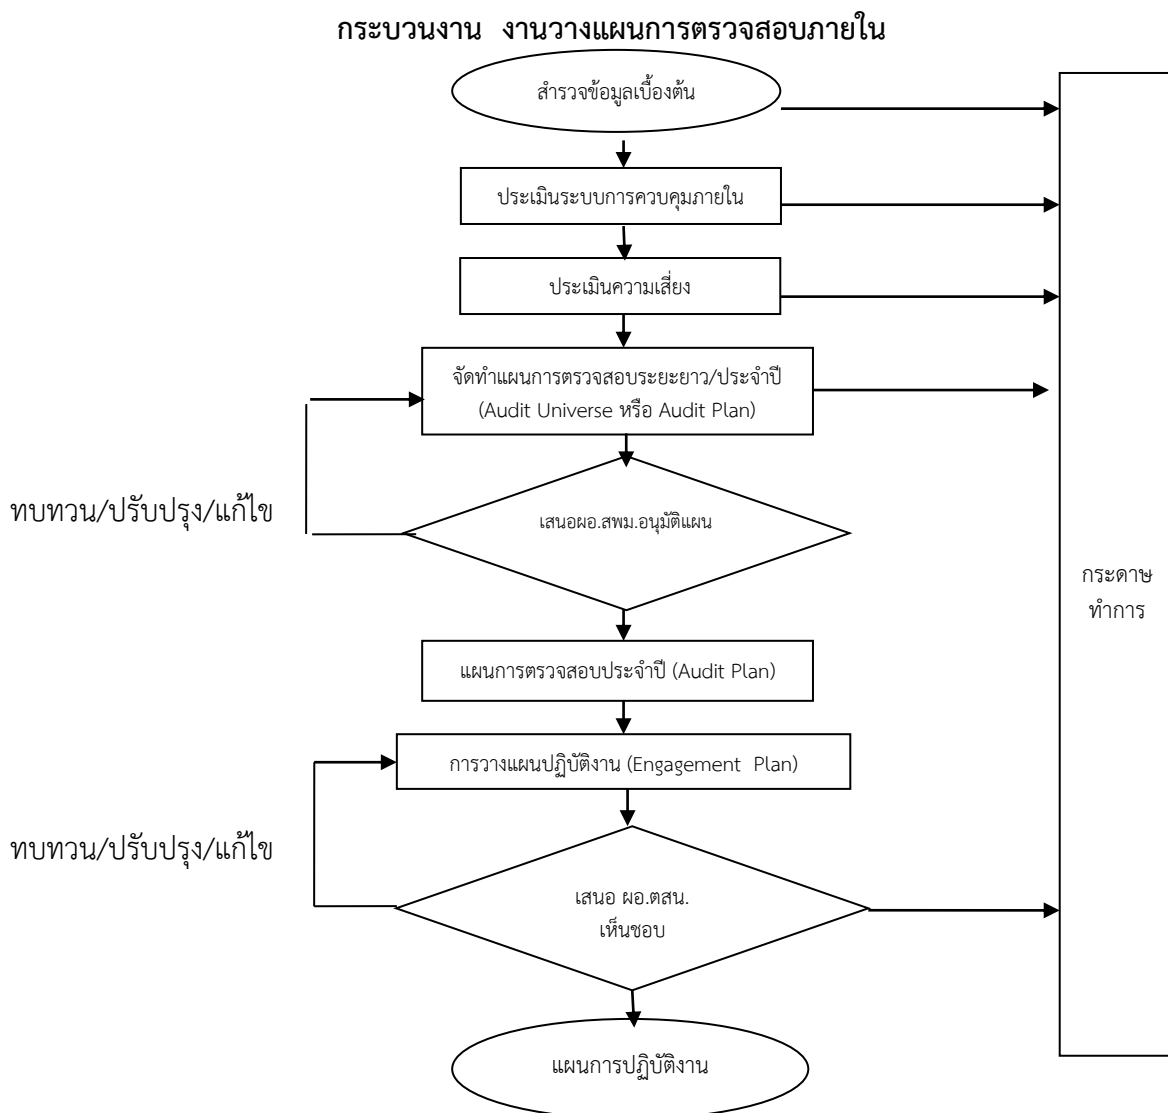 กระบวนงาน งานวางแผนการตรวจสอบภายใน
สำรวจข้อมูลเบื้องต้น
ประเมินระบบการควบคุมภายใน
ประเมินความเสี่ยง
จัดทำแผนการตรวจสอบระยะยาว/ประจำปี
(Audit Universe หรือ Audit Plan)
ทบทวน/ปรับปรุง/แก้ไข
เสนอผอ.สพม.อนุมัติแผน
กระดาษ
ทำการ
แผนการตรวจสอบประจำปี (Audit Plan)
การวางแผนปฏิบัติงาน (Engagement Plan)
ทบทวน/ปรับปรุง/แก้ไข
เสนอ ผอ.ตสน.
เห็นชอบ
แผนการปฏิบัติงาน